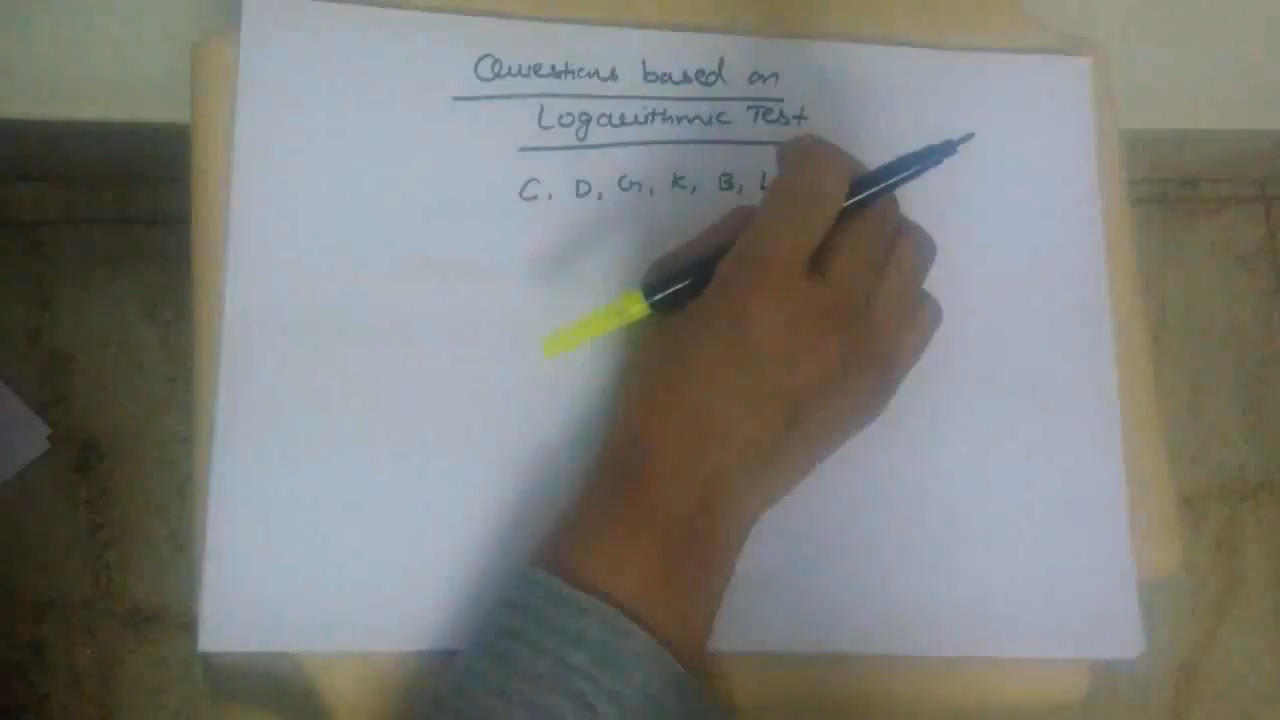 Questions based on
Logarithmic Test
C. D, G, K, B, L